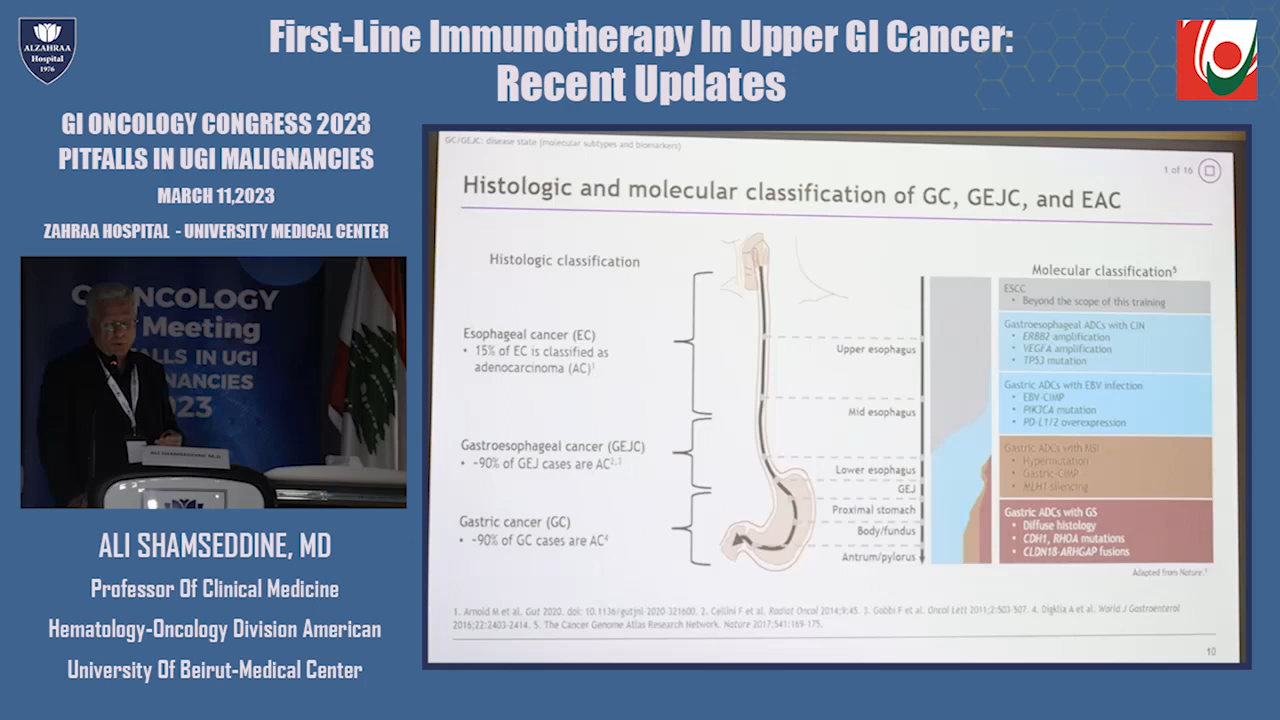 ALZAHRAA
Hospital
1976
First-Line Immunotherapy In Upper GI Cancer:
Recent Updates
GI ONCOLOGY CONGRESS 2023
PITFALLS IN UGI MALIGNANCIES
MARCH 11,2023
ZAHRAA HOSPITAL - UNIVERSITY MEDICAL CENTER
ONCOLOGY
Meeting
ALLS IN UGI
NANCIES
023
ALI SHAMSEDDINE M.D
ALI SHAMSEDDINE, MD
Professor Of Clinical Medicine
Hematology-Oncology Division American
University Of Beirut-Medical Center
GC/GEJC: disease state (molecular subtypes and biomarkers)
1 of 16
Histologic and molecular classification of GC, GEJC, and EAC
Histologic classification
Esophageal cancer (EC)
• 15% of EC is classified as
adenocarcinoma (AC)1
Gastroesophageal cancer (GEJC)
• ~90% of GEJ cases are AC2,3
Gastric cancer (GC)
• ~90% of GC cases are AC4
Upper esophagus
Mid esophagus
Lower esophagus
GEJ
Proximal stomach
Body/fundus
Antrum/pylorus
Molecular classification5
ESCC
• Beyond the scope of this training
Gastroesophageal ADCs with CIN
• ERBB2 amplification
• VEGFA amplification
• TP53 mutation
Gastric ADCs with EBV infection
• EBV-CIMP
• PIK3CA mutation
• PD-L1/2 overexpression
Gastric ADCs with MSI
• Hypermutation
• Gastric-CIMP
• MLH1 silencing
Gastric ADCs with GS
• Diffuse histology
• CDH1, RHOA mutations
• CLDN18-ARHGAP fusions
Adapted from Nature.5
1. Arnold M et al. Gut 2020. doi: 10.1136/gutjnl-2020-321600. 2. Cellini F et al. Radiat Oncol 2014;9:45. 3. Gobbi F et al. Oncol Lett 2011;2:503-507. 4. Digklia A et al. World J Gastroenterol
2016;22:2403-2414. 5. The Cancer Genome Atlas Research Network. Nature 2017;541:169-175.
10